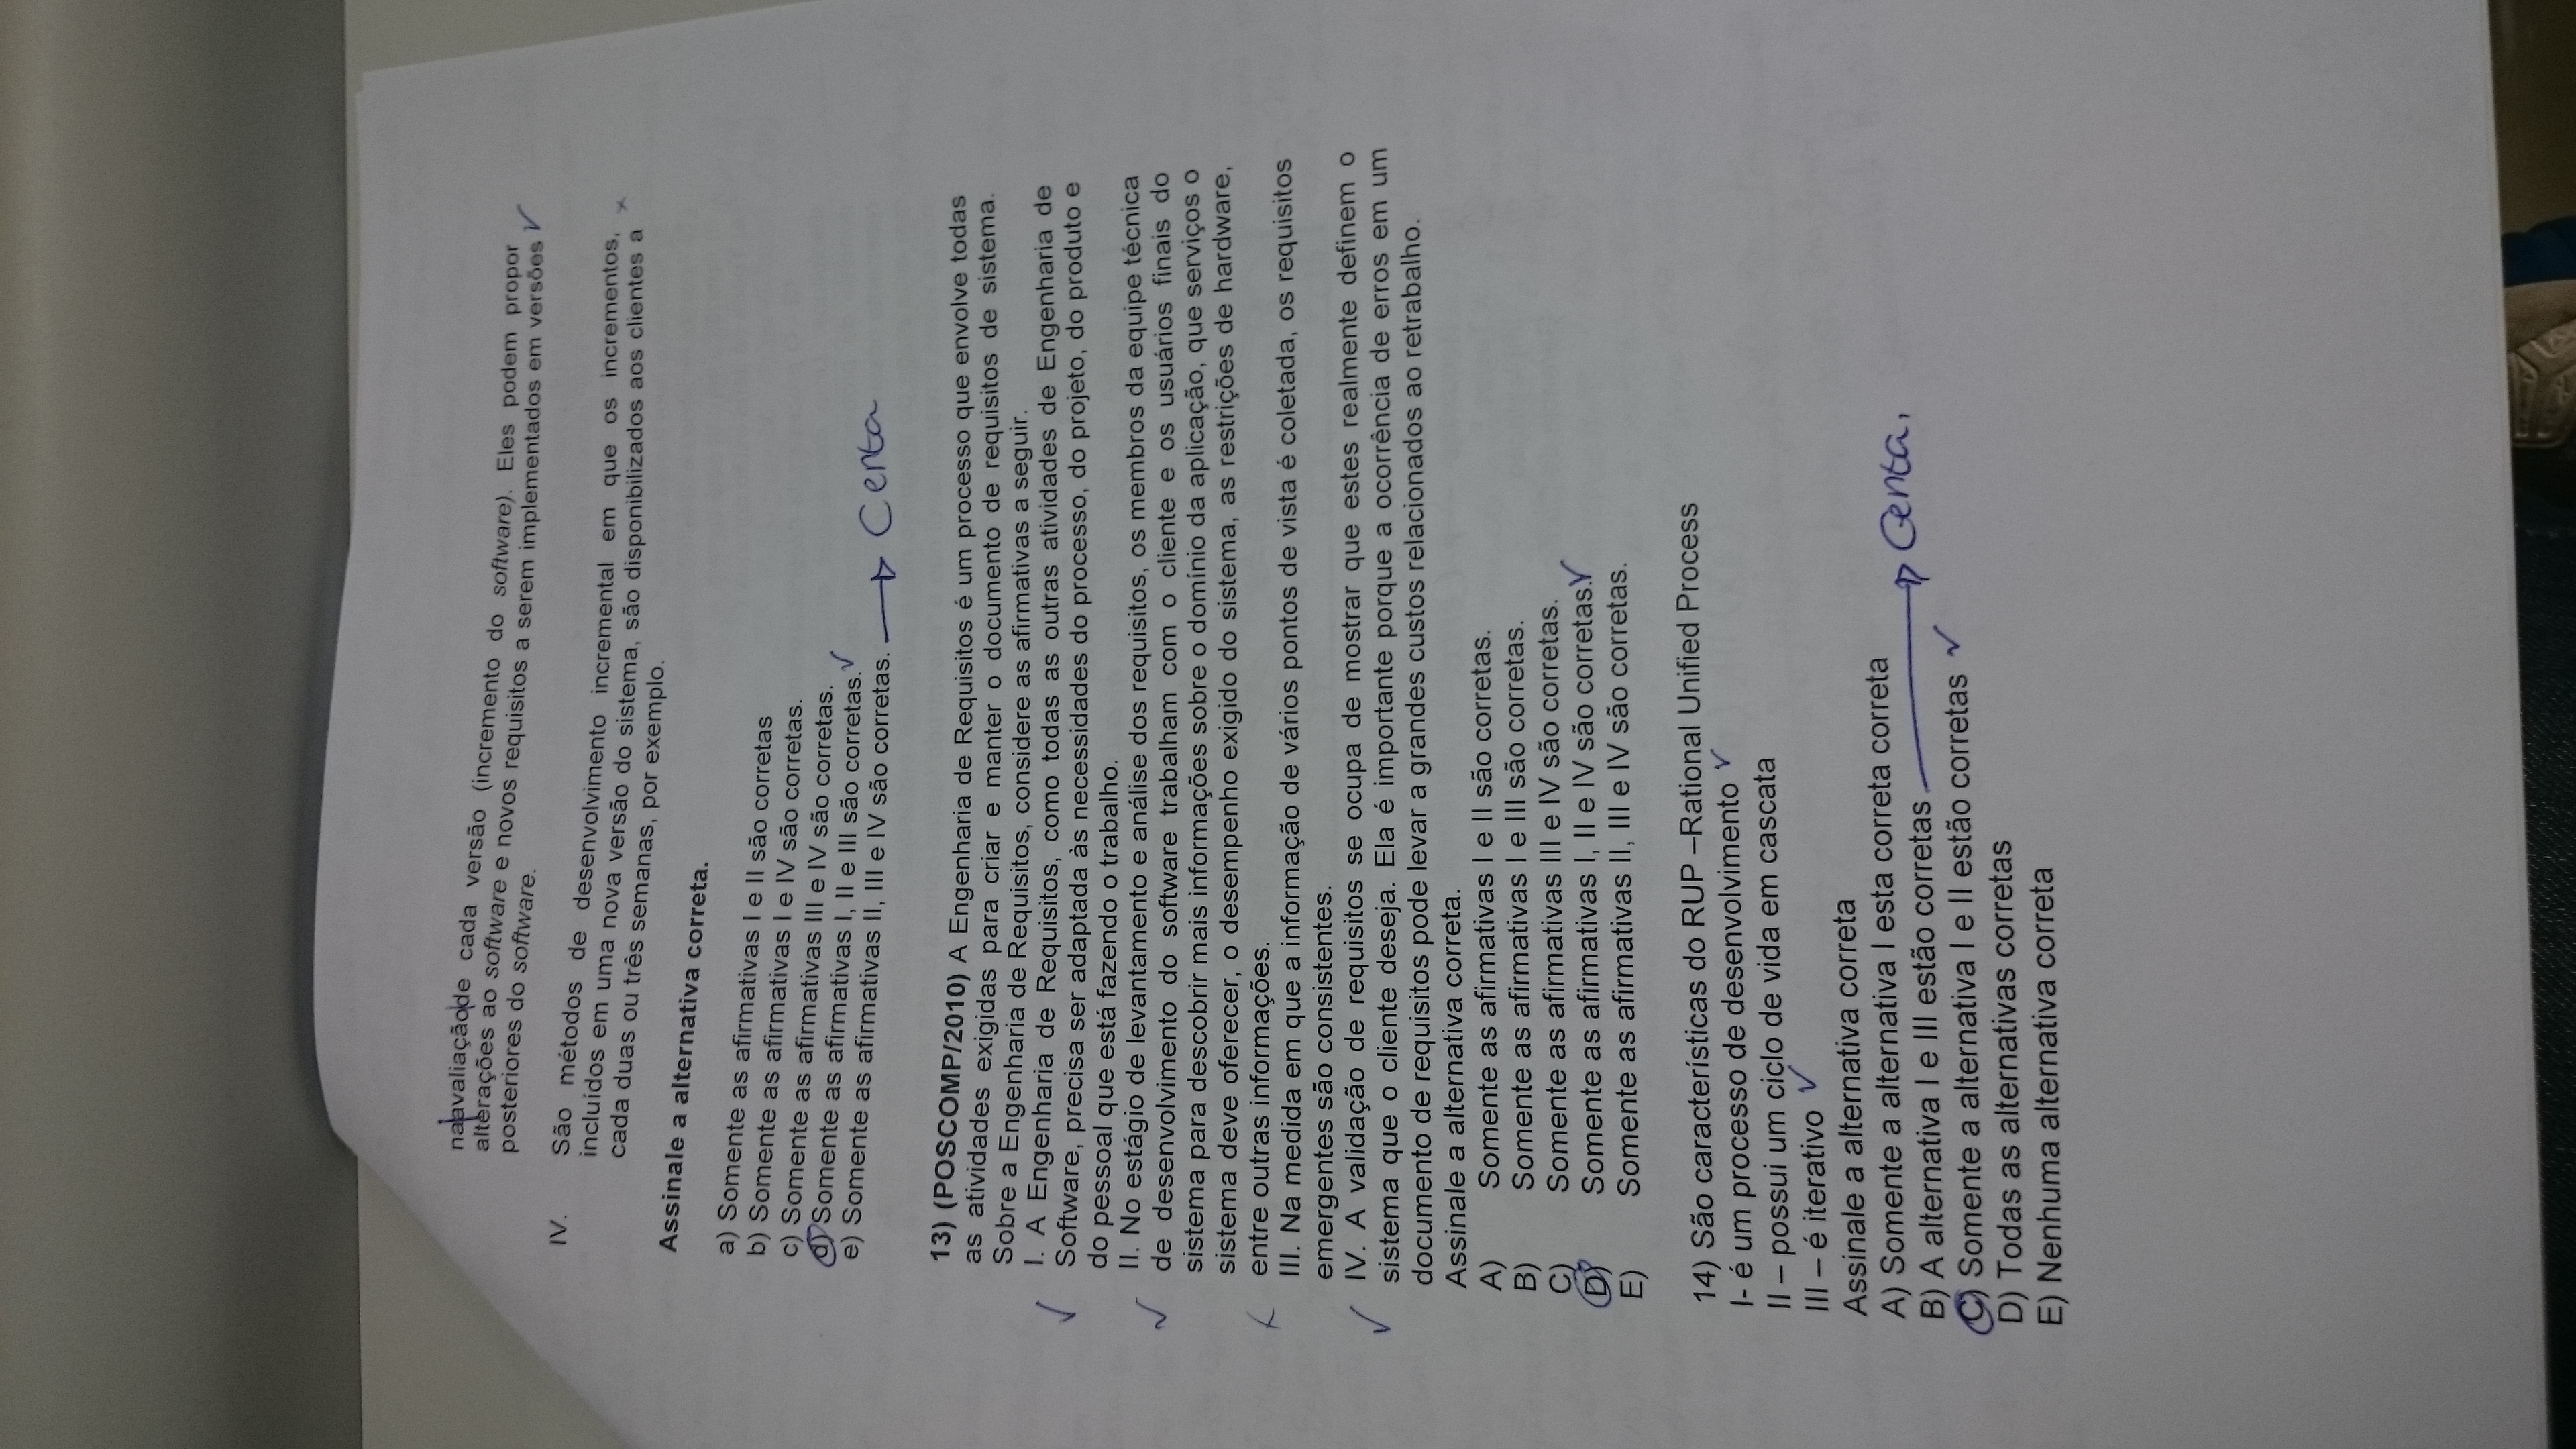 na avaliação de cada versão (incremento do software). Eles podem propor
alterações ao software e novos requisitos a serem implementados em versões
posteriores do software.
IV. São métodos de desenvolvimento incremental em que os incrementos,
incluídos em uma nova versão do sistema, são disponibilizados aos clientes a
cada duas ou três semanas, por exemplo.
Assinale a alternativa correta.
a) Somente as afirmativas I e II são corretas
b) Somente as afirmativas I e IV são corretas.
c) Somente as afirmativas III e IV são corretas.
d) Somente as afirmativas I, II e III são corretas.
e) Somente as afirmativas II, III e IV são corretas. → Certa
13) (POSCOMP/2010) A Engenharia de Requisitos é um processo que envolve todas
as atividades exigidas para criar e manter o documento de requisitos de sistema.
Sobre a Engenharia de Requisitos, considere as afirmativas a seguir.
I. A Engenharia de Requisitos, como todas as outras atividades de Engenharia de
Software, precisa ser adaptada às necessidades do processo, do projeto, do produto e
do pessoal que está fazendo o trabalho.
II. No estágio de levantamento e análise dos requisitos, os membros da equipe técnica
de desenvolvimento do software trabalham com o cliente e os usuários finais do
sistema para descobrir mais informações sobre o domínio da aplicação, que serviços o
sistema deve oferecer, o desempenho exigido do sistema, as restrições de hardware,
entre outras informações.
III. Na medida em que a informação de vários pontos de vista é coletada, os requisitos
emergentes são consistentes.
IV. A validação de requisitos se ocupa de mostrar que estes realmente definem o
sistema que o cliente deseja. Ela é importante porque a ocorrência de erros em um
documento de requisitos pode levar a grandes custos relacionados ao retrabalho.
Assinale a alternativa correta.
A) Somente as afirmativas I e II são corretas.
B) Somente as afirmativas I e III são corretas.
C) Somente as afirmativas III e IV são corretas.
D) Somente as afirmativas I, II e IV são corretas.
E) Somente as afirmativas II, III e IV são corretas.
14) São características do RUP –Rational Unified Process
I- é um processo de desenvolvimento
II – possui um ciclo de vida em cascata
III – é iterativo
Assinale a alternativa correta
A) Somente a alternativa I esta correta correta
B) A alternativa I e III estão corretas → Certa.
C) Somente a alternativa I e II estão corretas
D) Todas as alternativas corretas
E) Nenhuma alternativa correta